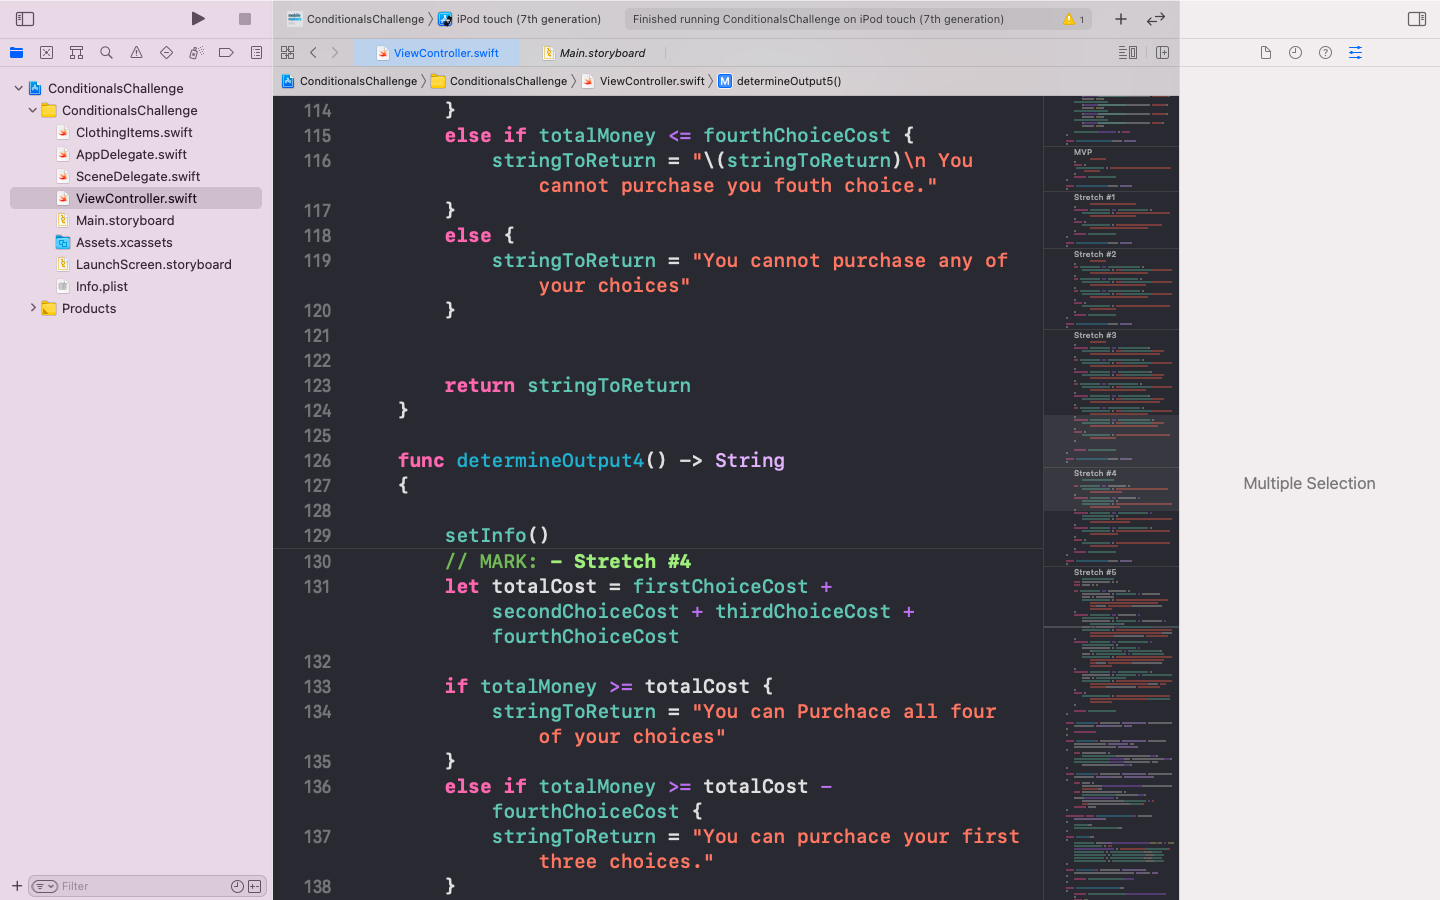 ConditionalsChallenge
iPod touch (7th generation)
Finished running ConditionalsChallenge on iPod touch (7th generation)
1
ViewController.swift
Main.storyboard
ConditionalsChallenge
ConditionalsChallenge
ViewController.swift
M
determineOutput5()
ConditionalsChallenge
ConditionalsChallenge
ClothingItems.swift
AppDelegate.swift
SceneDelegate.swift
ViewController.swift
Main.storyboard
Assets.xcassets
LaunchScreen.storyboard
Info.plist
Products
Filter
114 }
115 else if totalMoney <= fourthChoiceCost {
116 stringToReturn = "\(stringToReturn)\n You
cannot purchase you fouth choice."
117 }
118 else {
119 stringToReturn = "You cannot purchase any of
your choices"
120 }
121
122
123 return stringToReturn
124 }
125
126 func determineOutput4() -> String
127 {
128
129 setInfo()
130 // MARK: - Stretch #4
131 let totalCost = firstChoiceCost +
secondChoiceCost + thirdChoiceCost +
fourthChoiceCost
132
133 if totalMoney >= totalCost {
134 stringToReturn = "You can Purchace all four
of your choices"
135 }
136 else if totalMoney >= totalCost -
fourthChoiceCost {
137 stringToReturn = "You can purchace your first
three choices."
138 }
MVP
Stretch #1
Stretch #2
Stretch #3
Stretch #4
Stretch #5
Multiple Selection